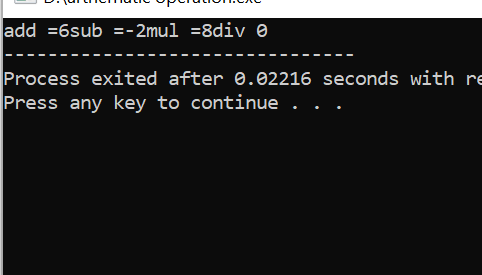 D:\arthematic operation.exe
add =6sub =-2mul =8div 0
--------------------------------
Process exited after 0.02216 seconds with re
Press any key to continue . . .